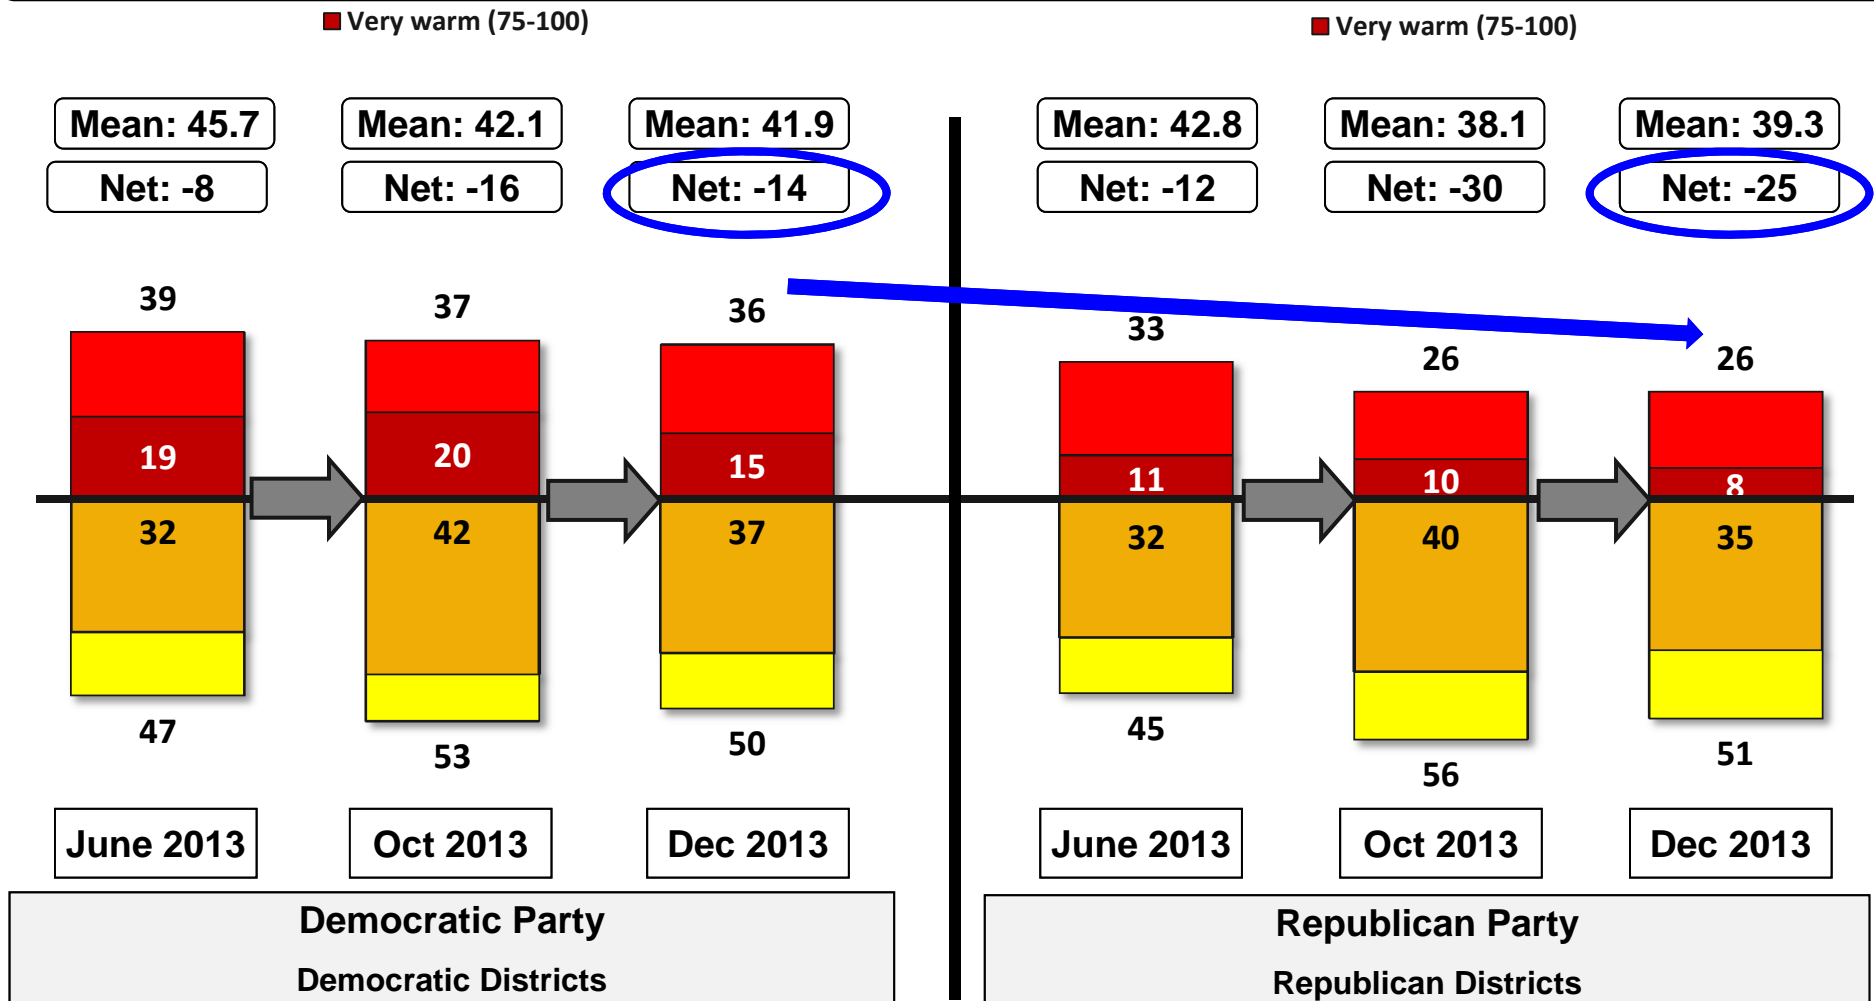 Very warm (75-100)
Very warm (75-100)
Mean: 45.7
Mean: 42.1
Mean: 41.9
Mean: 42.8
Mean: 38.1
Mean: 39.3
Net: -8
Net: -16
Net: -14
Net: -12
Net: -30
Net: -25
39
37
36
33
26
26
19
20
15
11
10
8
32
42
37
32
40
35
47
53
50
45
56
51
June 2013
Oct 2013
Dec 2013
June 2013
Oct 2013
Dec 2013
Democratic Party
Democratic Districts
Republican Party
Republican Districts